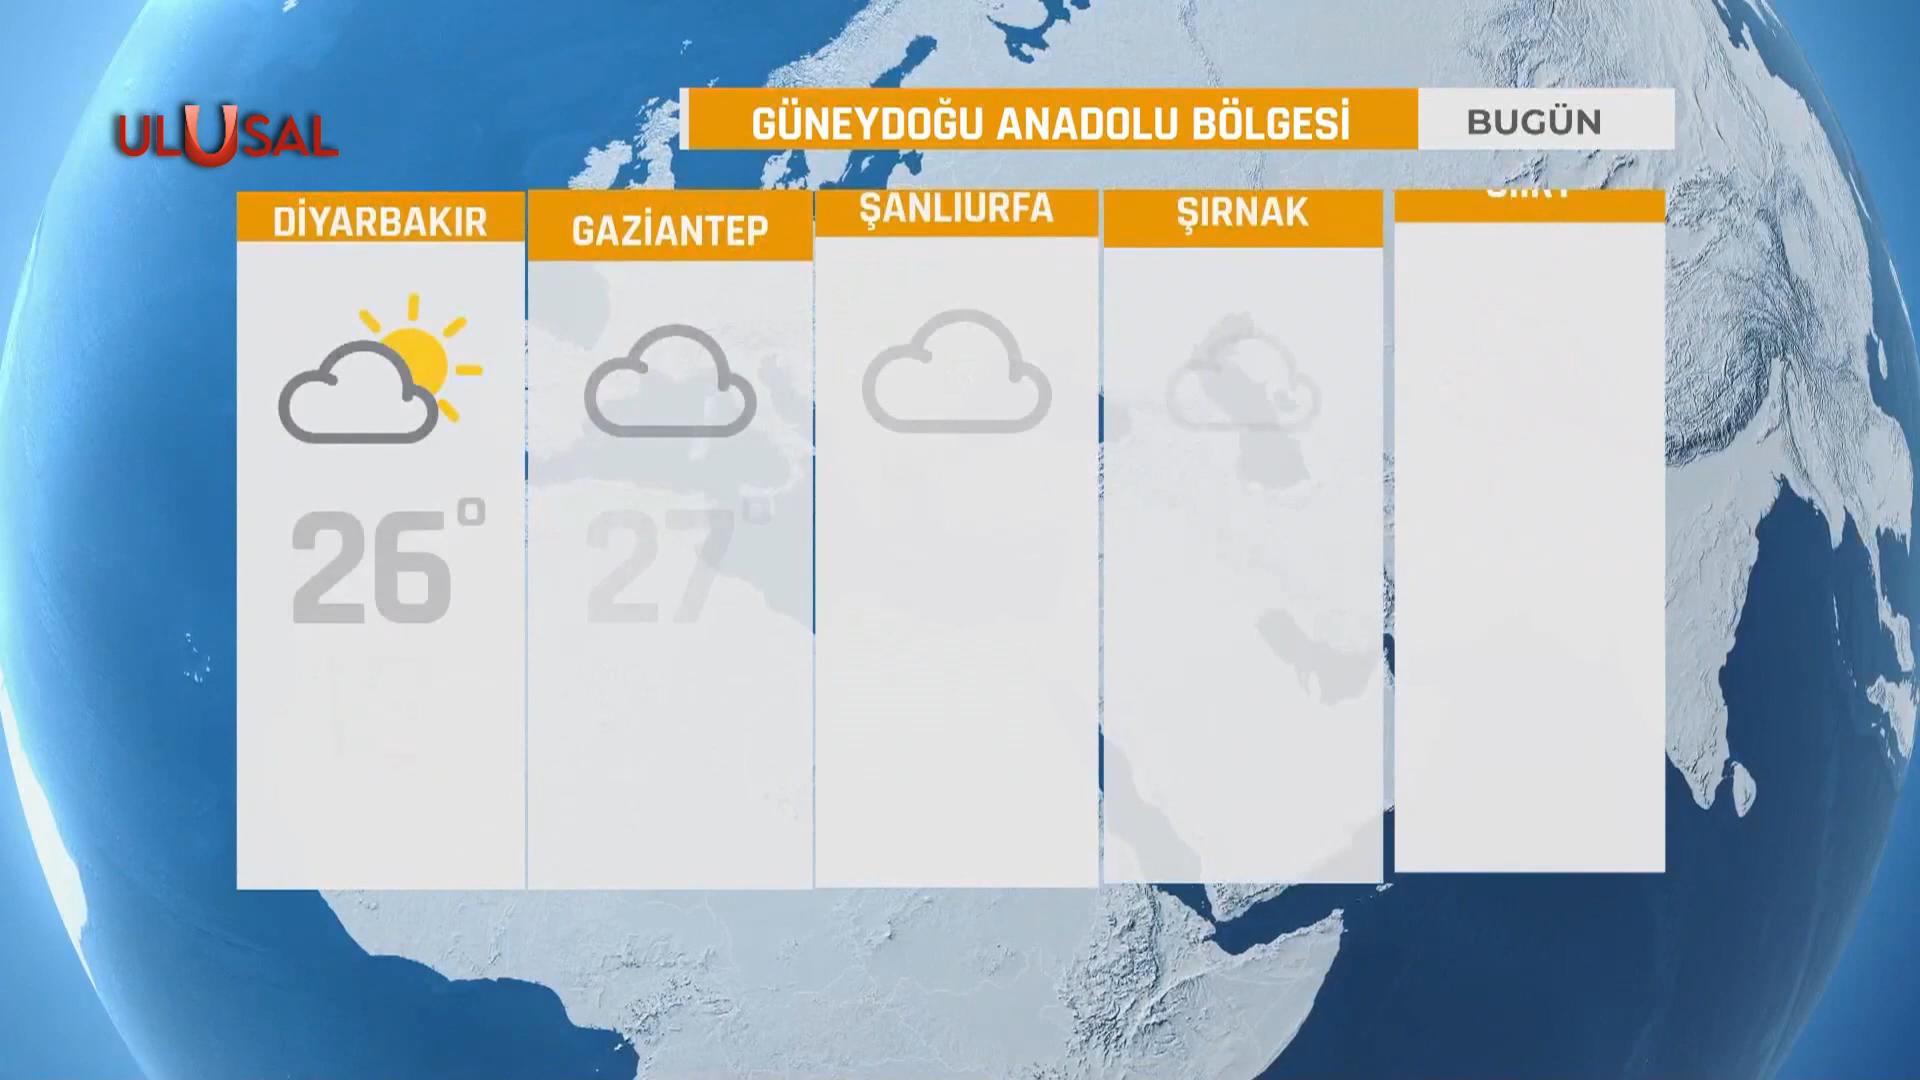 ULUSAL
GÜNEYDOĞU ANADOLU BÖLGESİ
BUGÜN
DİYARBAKIR
GAZİANTEP
ŞANLIURFA
ŞIRNAK
26°
27°